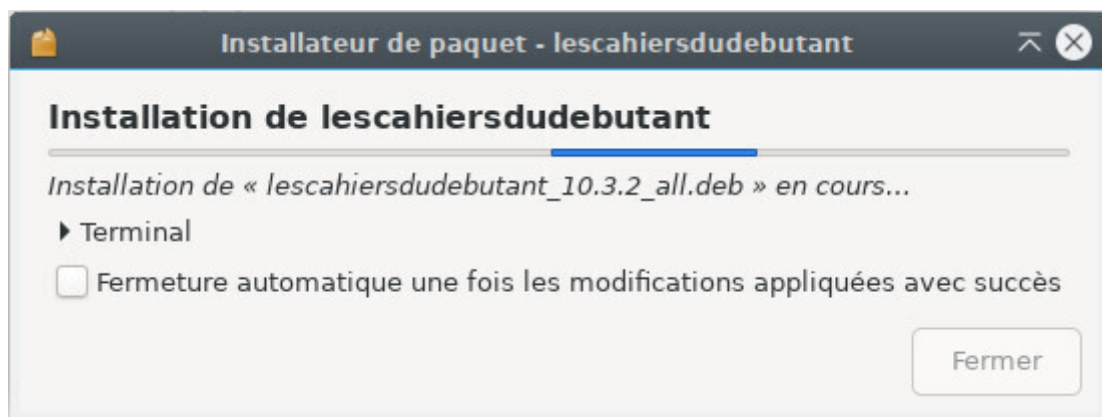 Installateur de paquet - lescahiersdudebutant
Installation de lescahiersdudebutant
Installation de « lescahiersdudebutant_10.3.2_all.deb » en cours...
Terminal
Fermeture automatique une fois les modifications appliquées avec succès
Fermer